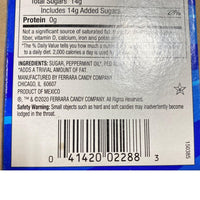 Total Sugars 14g
Includes 14g Added Sugars
Protein 0g
Not a significant source of saturated fat,
fiber, vitamin D, calcium, iron and
* The % Daily Value tells you how much a nutrient
to a daily diet. 2,000 calories a day is used
INGREDIENTS: SUGAR, PEPPERMINT OIL,
*ADDS A TRIVIAL AMOUNT OF FAT.
MANUFACTURED BY FERRARA CANDY COMPANY
CHICAGO, IL 60607
PRODUCT OF MEXICO
®, ™ & ©2020 FERRARA CANDY COMPANY. All Rights Reserved.
Safety Warning: Small objects such as hard and soft candies may inadvertently become
lodged in the throat.
0 41420 02288 3